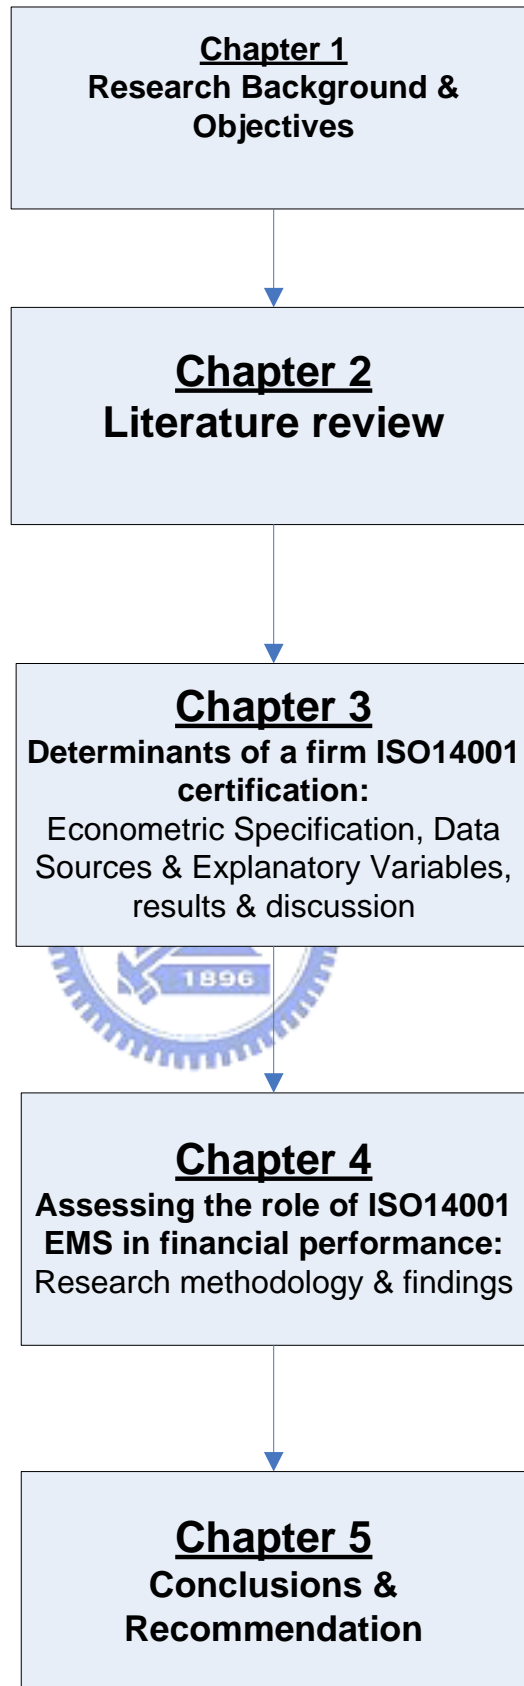 Chapter 1
Research Background &
Objectives
Chapter 2
Literature review
Chapter 3
Determinants of a firm ISO14001
certification:
Econometric Specification, Data
Sources & Explanatory Variables,
results & discussion
1896
Chapter 4
Assessing the role of ISO14001
EMS in financial performance:
Research methodology & findings
Chapter 5
Conclusions &
Recommendation